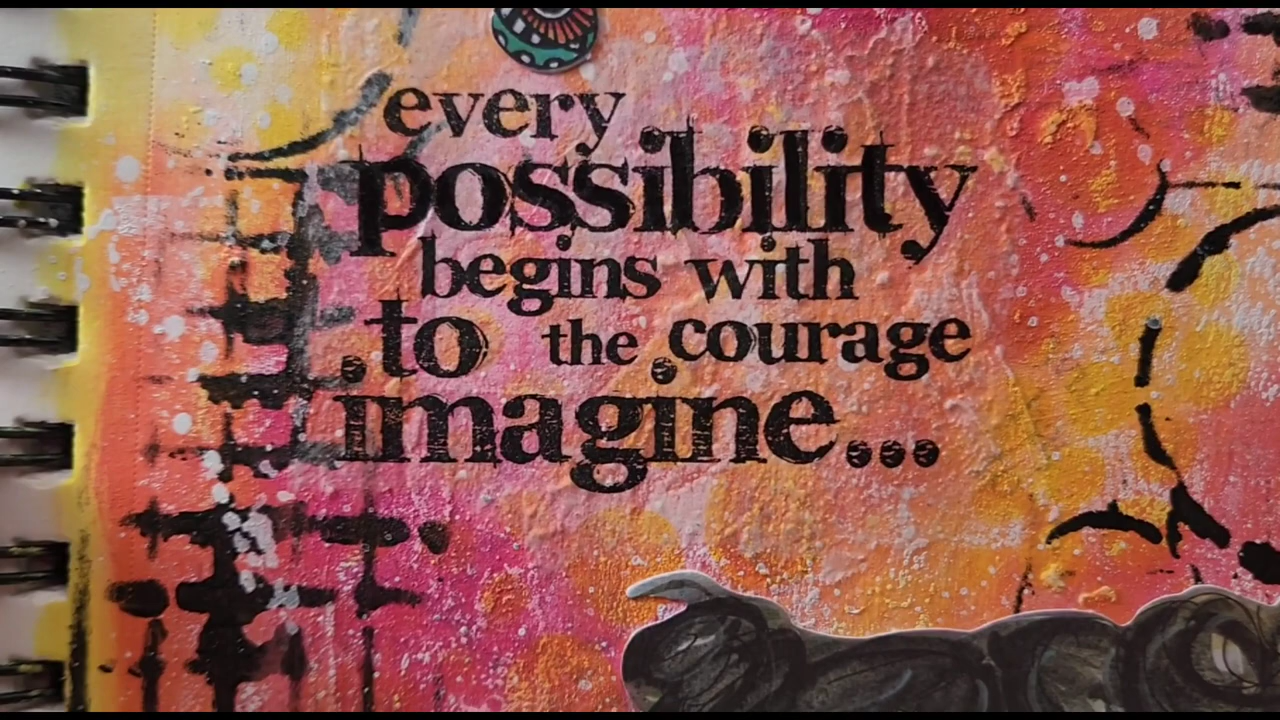 every
possibility
begins with
to the courage
imagine...